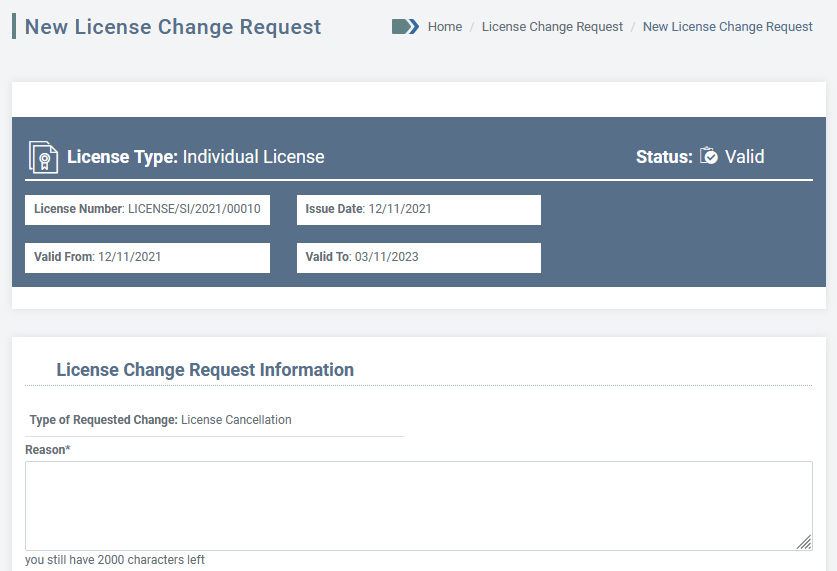 New License Change Request
Home / License Change Request / New License Change Request
License Type: Individual License
Status: Valid
License Number: LICENSE/SI/2021/00010
Issue Date: 12/11/2021
Valid From: 12/11/2021
Valid To: 03/11/2023
License Change Request Information
Type of Requested Change: License Cancellation
Reason*
you still have 2000 characters left